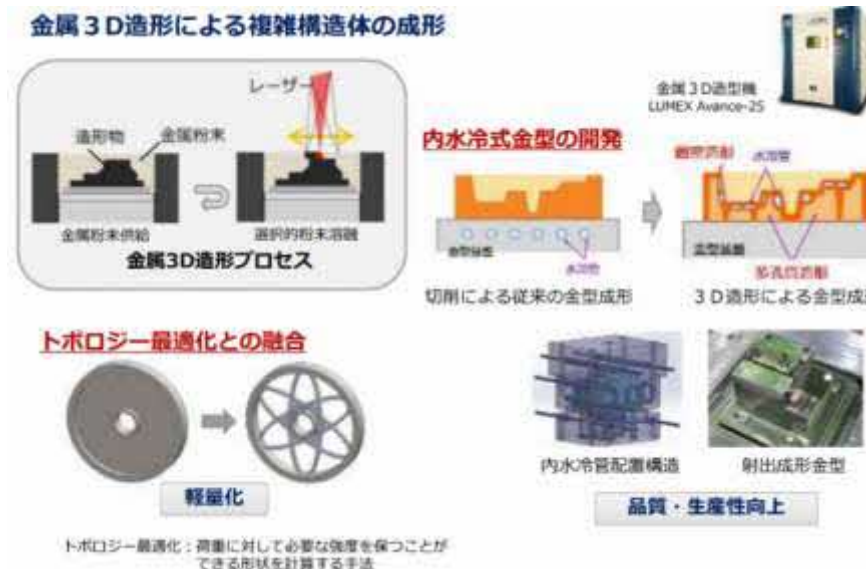 金属３D造形による複雑構造体の成形
レーザー
造形物
金属粉末
金属粉末供給
選択的粉末溶融
金属3D造形プロセス
金属３D造型機
LUMEX Avance-25
内水冷式金型の開発
水冷管
切削による従来の金型成形
水冷管
多孔質造形
３D造形による金型成
トポロジー最適化との融合
軽量化
トポロジー最適化：荷重に対して必要な強度を保つことが
できる形状を計算する手法
内水冷管配置構造
射出成形金型
品質・生産性向上